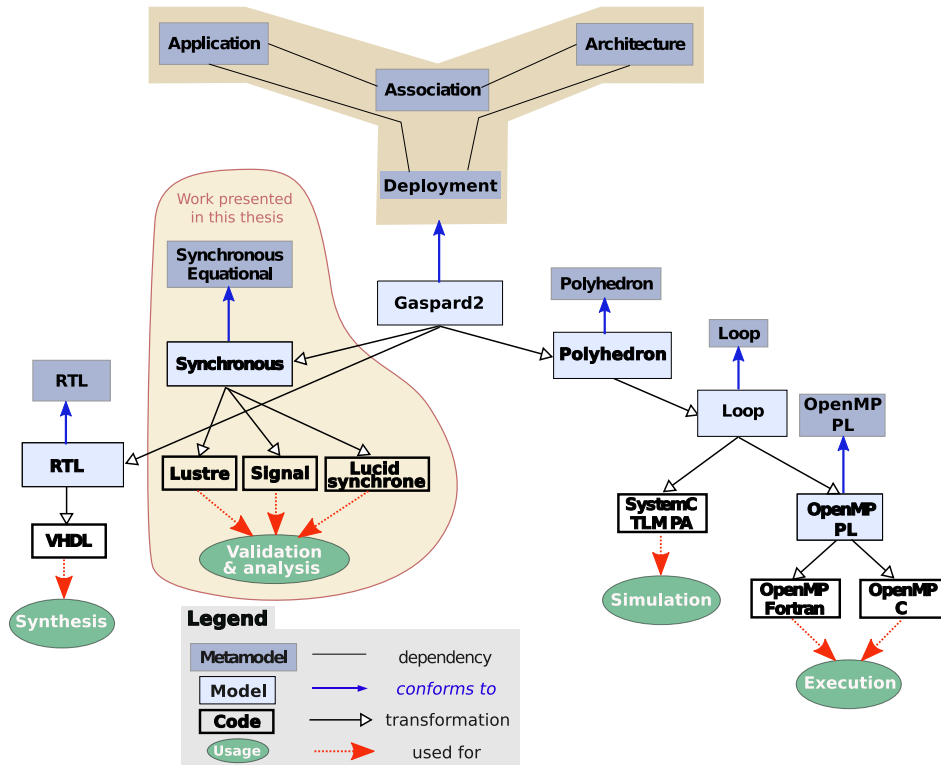 Application
Architecture
Association
Deployment
Work presented
in this thesis
Synchronous
Equational
Gaspard2
Polyhedron
Polyhedron
Loop
Synchronous
RTL
Loop
OpenMP
PL
RTL
Lustre
Signal
Lucid
synchrone
SystemC
TLM PA
OpenMP
PL
VHDL
Validation
& analysis
OpenMP
Fortran
OpenMP
C
Synthesis
Simulation
Execution
Legend
Metamodel
dependency
Model
conforms to
Code
transformation
Usage
used for